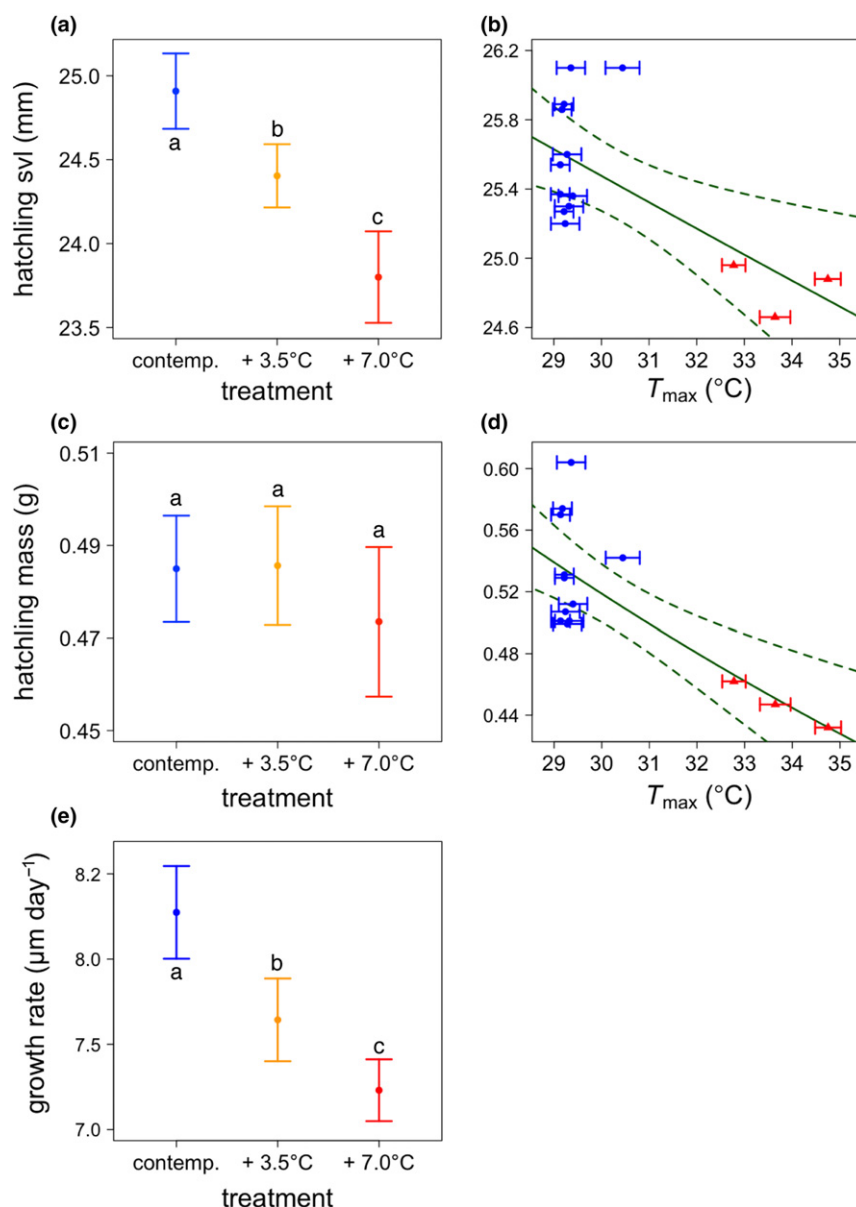 (a)
hatchling svl (mm)
25.0
24.5
24.0
23.5
a
b
c
contemp. + 3.5°C + 7.0°C
treatment
(b)
26.2
25.8
25.4
25.0
24.6
29 30 31 32 33 34 35
Tmax (°C)
(c)
hatchling mass (g)
0.51
0.49
0.47
0.45
a
a
a
contemp. + 3.5°C + 7.0°C
treatment
(d)
0.60
0.56
0.52
0.48
0.44
29 30 31 32 33 34 35
Tmax (°C)
(e)
growth rate (μm day⁻¹)
8.2
8.0
7.5
7.0
a
b
c
contemp. + 3.5°C + 7.0°C
treatment